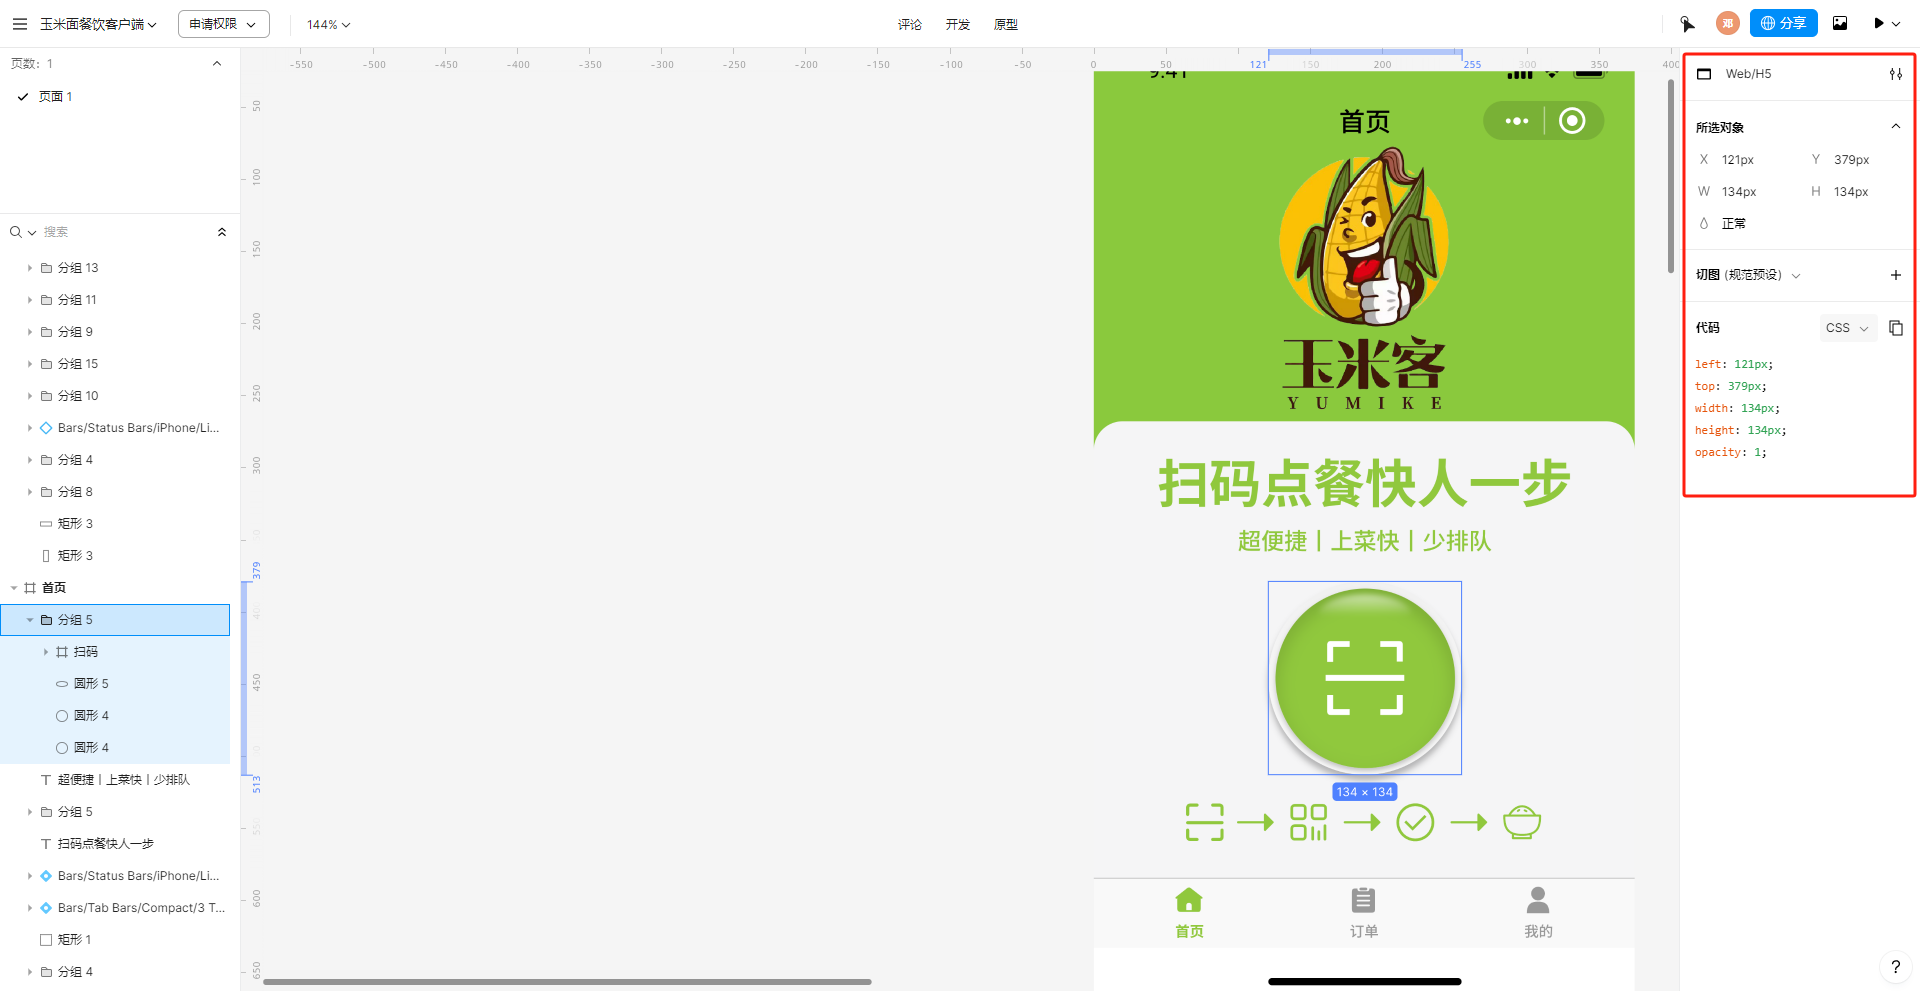 玉米面餐饮客户端
申请权限
144%
评论
开发
原型
邓
分享
页数: 1
页面 1
搜索
分组 13
分组 11
分组 9
分组 15
分组 10
Bars/Status Bars/iPhone/Li...
分组 4
分组 8
矩形 3
矩形 3
首页
分组 5
扫码
圆形 5
圆形 4
圆形 4
超便捷丨上菜快丨少排队
分组 5
扫码点餐快人一步
Bars/Status Bars/iPhone/Li...
Bars/Tab Bars/Compact/3 T...
矩形 1
分组 4
-550 -500 -450 -400 -350 -300 -250 -200 -150 -100 -50 0 50 121 150 200 255 300 350 400
50
100
150
200
250
300
379
450
513
550
600
650
9:41
首页
玉米客
YUMIKE
扫码点餐快人一步
超便捷丨上菜快丨少排队
134 × 134
首页
订单
我的
Web/H5
所选对象
X 121px Y 379px
W 134px H 134px
正常
切图 (规范预设)
代码
CSS
left: 121px;
top: 379px;
width: 134px;
height: 134px;
opacity: 1;
?